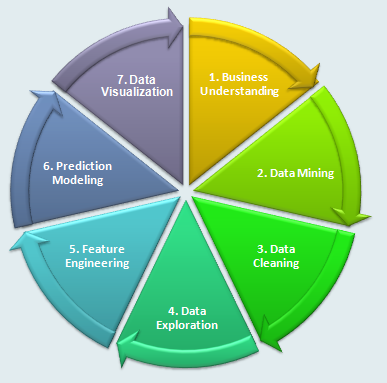 1. Business
Understanding
2. Data Mining
3. Data
Cleaning
4. Data
Exploration
5. Feature
Engineering
6. Prediction
Modeling
7. Data
Visualization